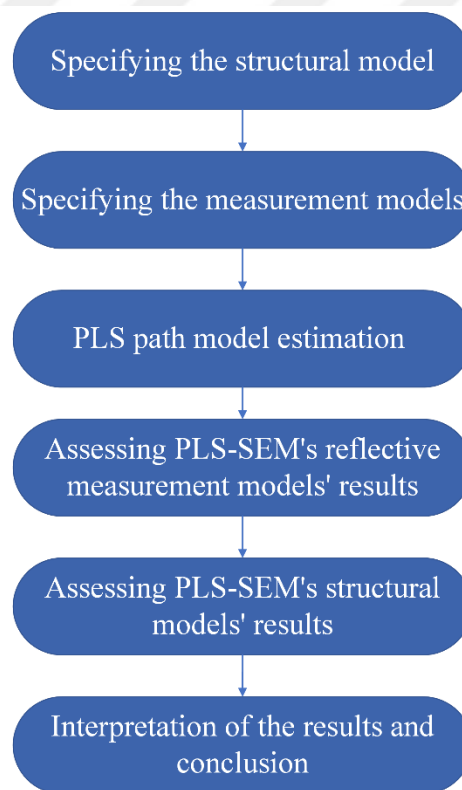 Specifying the structural model
Specifying the measurement models
PLS path model estimation
Assessing PLS-SEM's reflective
measurement models' results
Assessing PLS-SEM's structural
models' results
Interpretation of the results and
conclusion